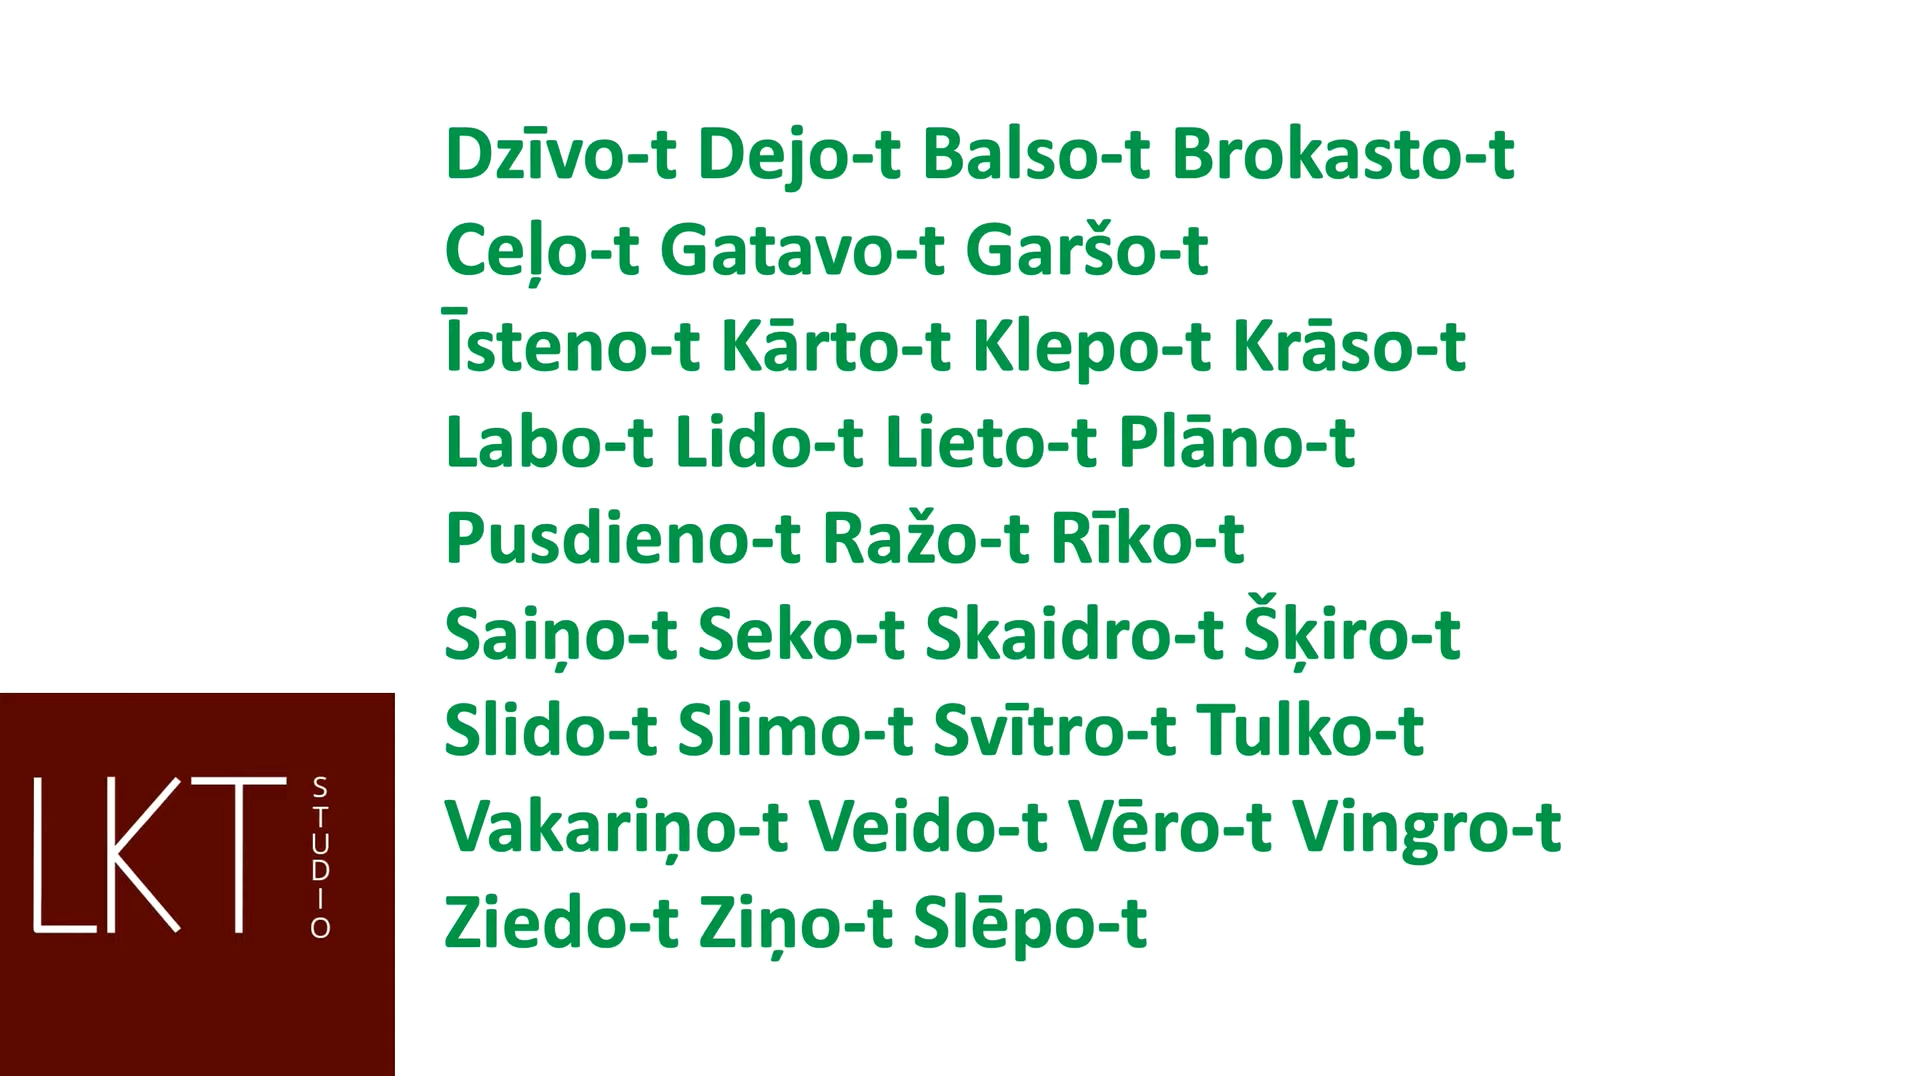 Dzīvo-t Dejo-t Balso-t Brokasto-t
Ceļo-t Gatavo-t Garšo-t
Īsteno-t Kārto-t Klepo-t Krāso-t
Labo-t Lido-t Lieto-t Plāno-t
Pusdieno-t Ražo-t Rīko-t
Saiņo-t Seko-t Skaidro-t Šķiro-t
Slido-t Slimo-t Svītro-t Tulko-t
Vakariņo-t Veido-t Vēro-t Vingro-t
Ziedo-t Ziņo-t Slēpo-t
LKT
STUDIO